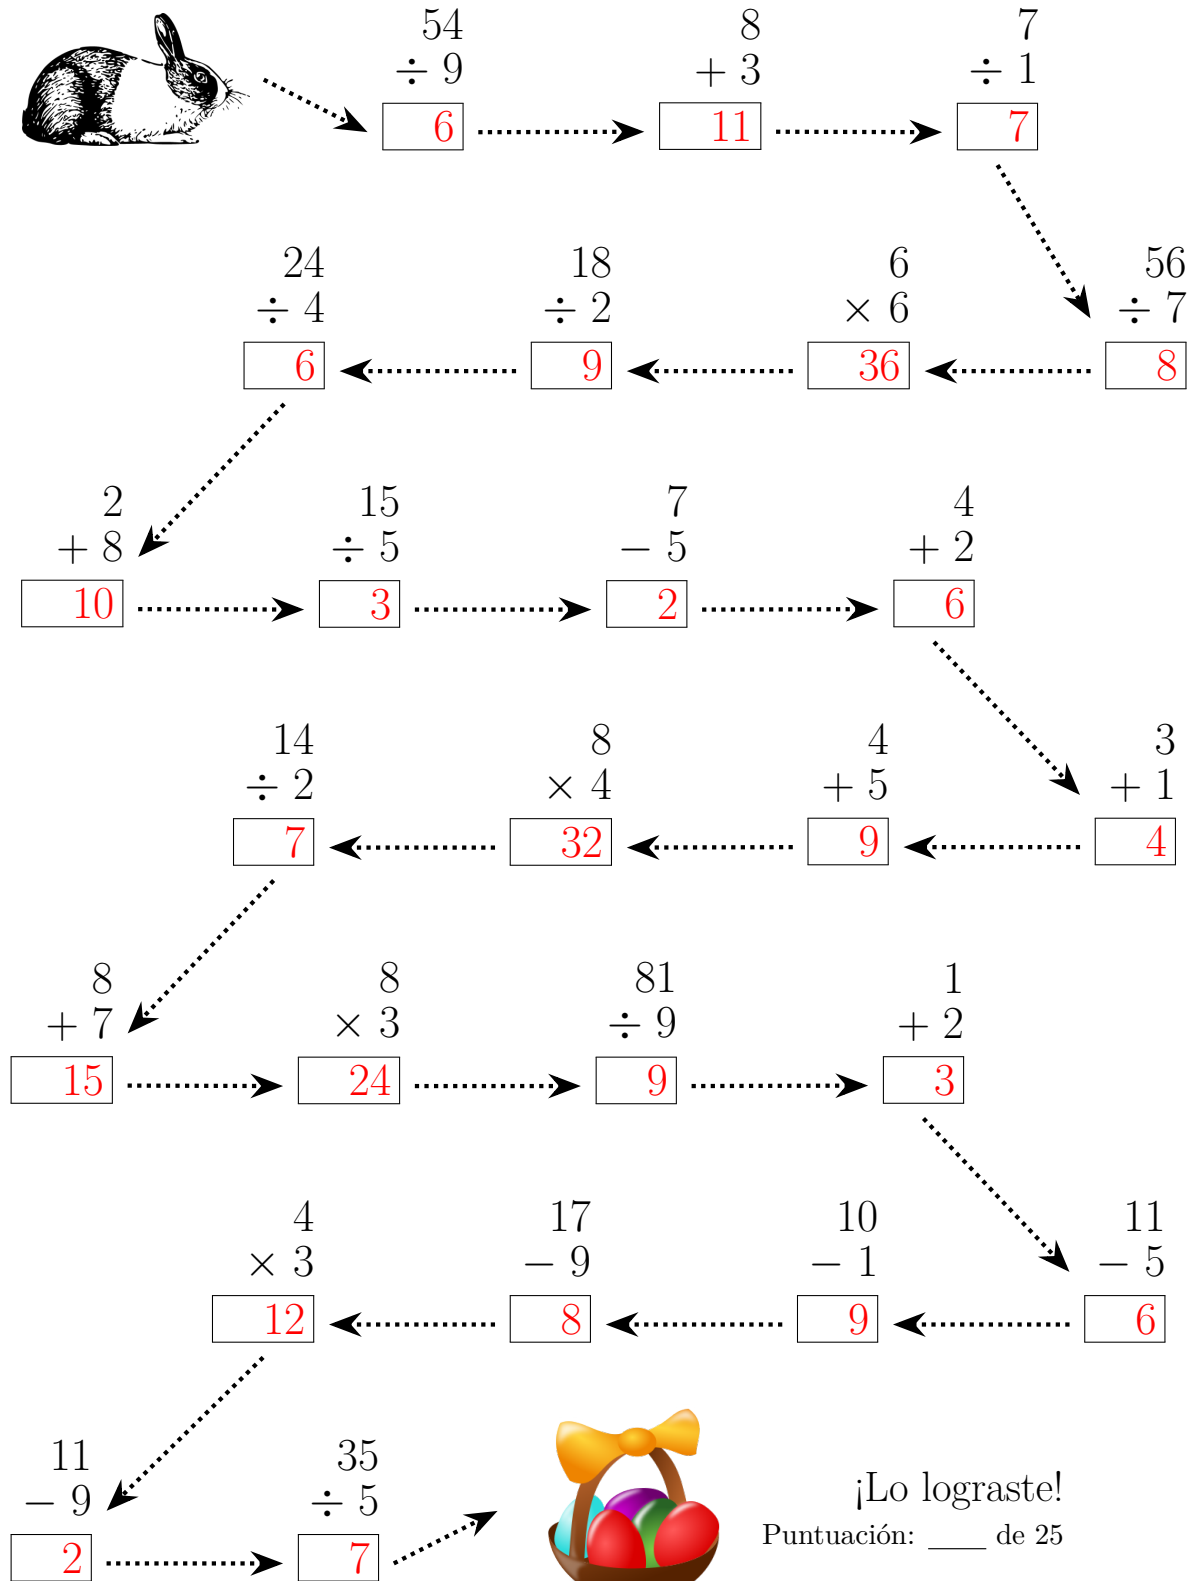 54 8 7
÷ 9 + 3 ÷ 1
6 11 7
24 18 6 56
÷ 4 ÷ 2 × 6 ÷ 7
6 9 36 8
2 15 7 4
+ 8 ÷ 5 − 5 + 2
10 3 2 6
14 8 4 3
÷ 2 × 4 + 5 + 1
7 32 9 4
8 8 81 1
+ 7 × 3 ÷ 9 + 2
15 24 9 3
4 17 10 11
× 3 − 9 − 1 − 5
12 8 9 6
11 35
− 9 ÷ 5
2 7
¡Lo lograste!
Puntuación: ____ de 25